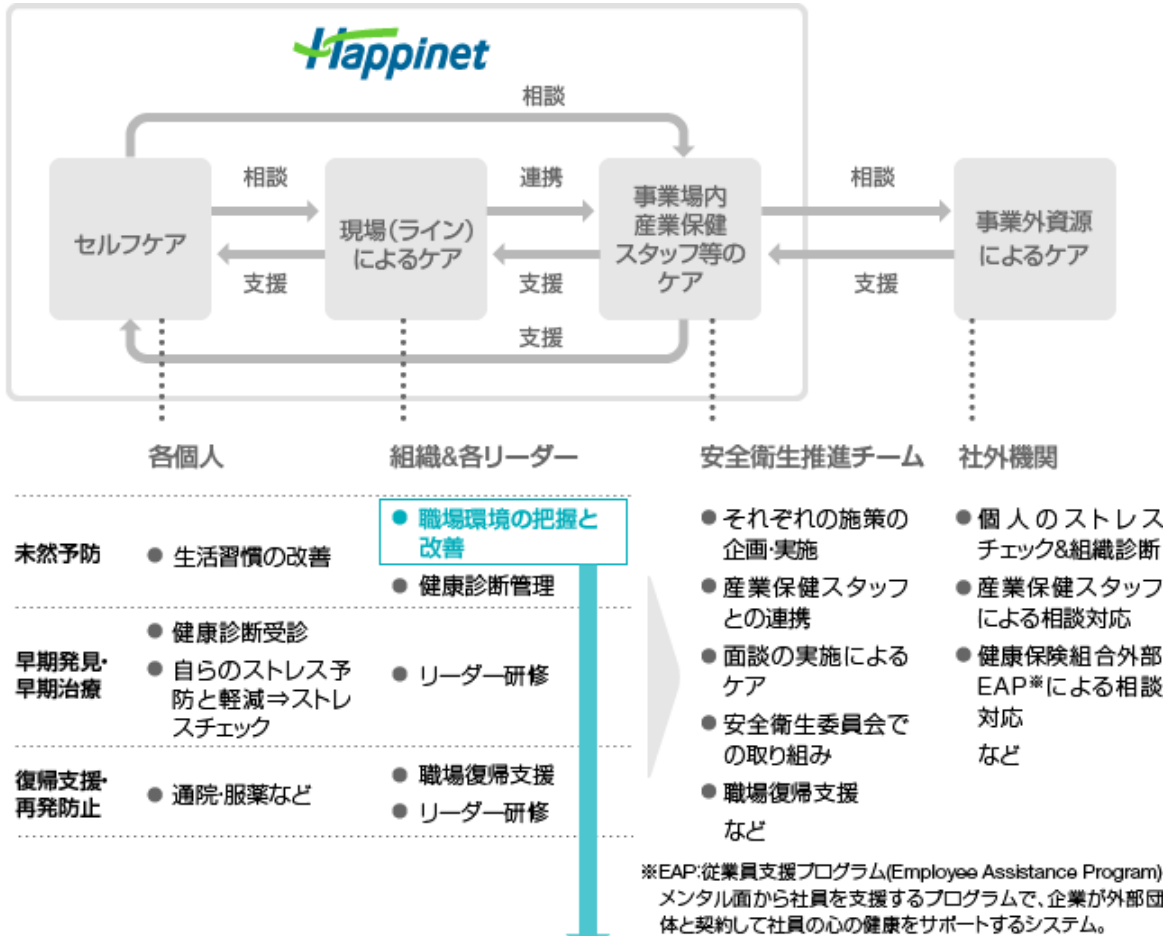 Happinet
相談
相談
連携
相談
セルフケア
現場(ライン)
によるケア
事業場内
産業保健
スタッフ等の
ケア
事業外資源
によるケア
支援
支援
支援
支援
各個人
組織&各リーダー
安全衛生推進チーム
社外機関
未然予防
● 生活習慣の改善
● 職場環境の把握と
改善
● 健康診断管理
早期発見・
早期治療
● 健康診断受診
● 自らのストレス予
防と軽減⇒ストレ
スチェック
● リーダー研修
復帰支援・
再発防止
● 通院・服薬など
● 職場復帰支援
● リーダー研修
● それぞれの施策の
企画・実施
● 産業保健スタッフ
との連携
● 面談の実施による
ケア
● 安全衛生委員会で
の取り組み
● 職場復帰支援
など
● 個人のストレス
チェック&組織診断
● 産業保健スタッフ
による相談対応
● 健康保険組合外部
EAP※による相談
対応
など
※EAP:従業員支援プログラム(Employee Assistance Program)
メンタル面から社員を支援するプログラムで、企業が外部団
体と契約して社員の心の健康をサポートするシステム。